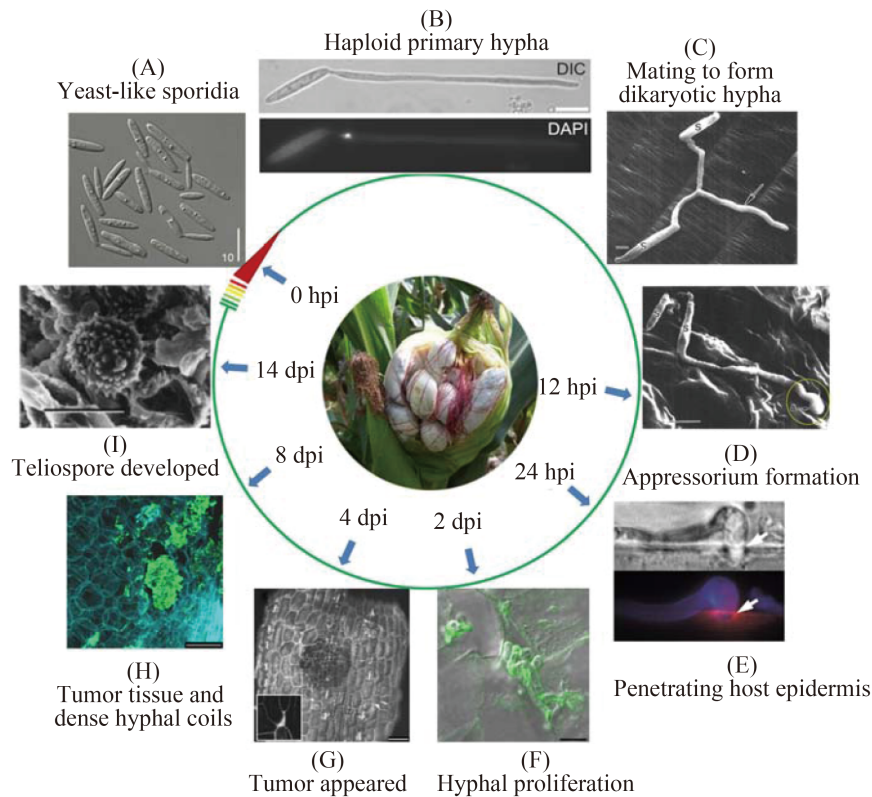 (A)
Yeast-like sporidia
(B)
Haploid primary hypha
DIC
DAPI
(C)
Mating to form
dikaryotic hypha
S
S
10
0 hpi
14 dpi
12 hpi
8 dpi
24 hpi
4 dpi
2 dpi
(I)
Teliospore developed
(D)
Appressorium formation
(H)
Tumor tissue and
dense hyphal coils
(E)
Penetrating host epidermis
(G)
Tumor appeared
(F)
Hyphal proliferation